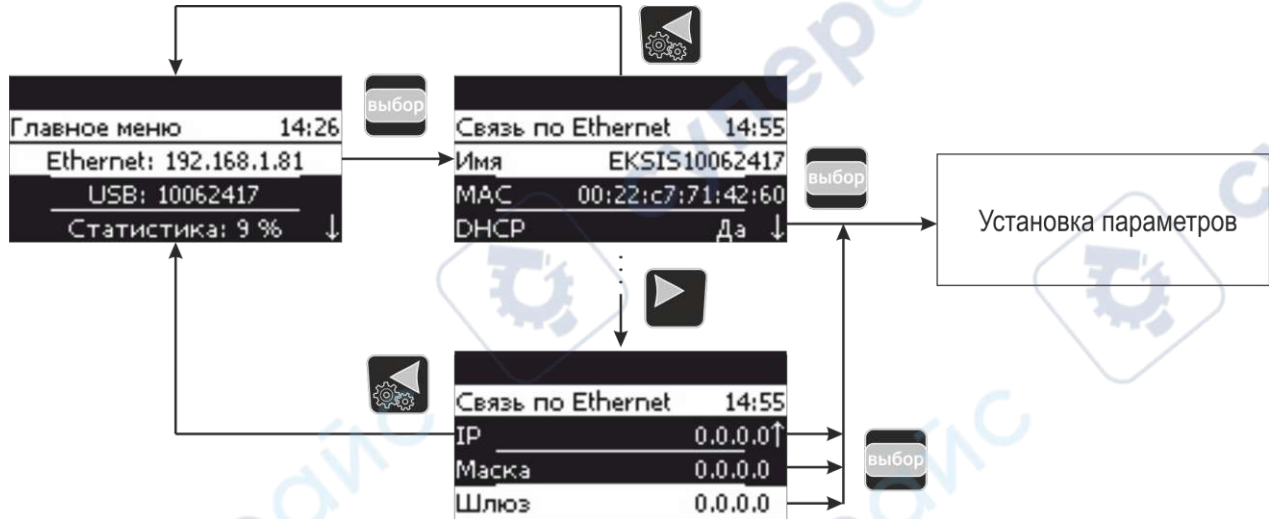 Главное меню 14:26
Ethernet: 192.168.1.81
USB: 10062417
Статистика: 9 % ↓
выбор
Связь по Ethernet 14:55
Имя EKSIS10062417
MAC 00:22:c7:71:42:60
DHCP Да ↓
выбор
Установка параметров
Связь по Ethernet 14:55
IP 0.0.0.0↑
Маска 0.0.0.0
Шлюз 0.0.0.0
выбор